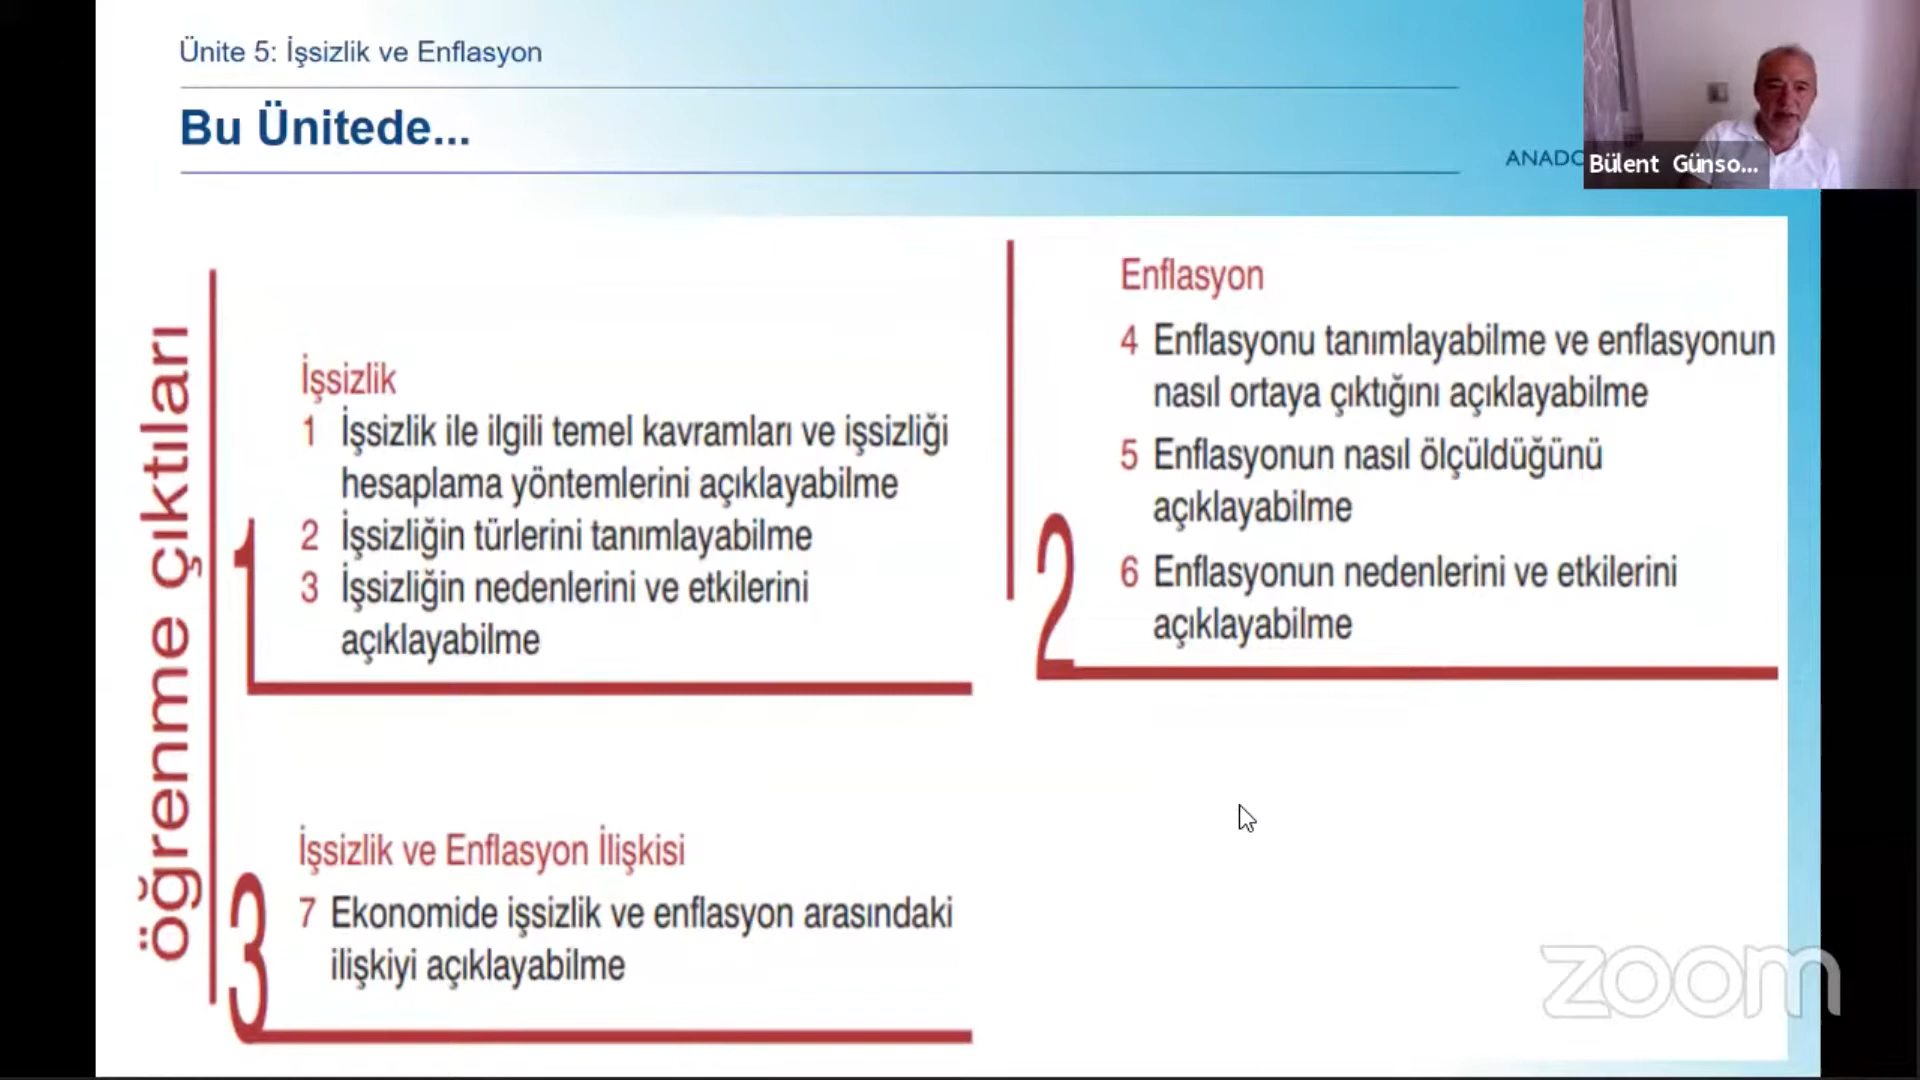 Ünite 5: İşsizlik ve Enflasyon
Bu Ünitede...
ANADO
Bülent Günso...
öğrenme çıktıları
1
İşsizlik
1 İşsizlik ile ilgili temel kavramları ve işsizliği
hesaplama yöntemlerini açıklayabilme
2 İşsizliğin türlerini tanımlayabilme
3 İşsizliğin nedenlerini ve etkilerini
açıklayabilme
2
Enflasyon
4 Enflasyonu tanımlayabilme ve enflasyonun
nasıl ortaya çıktığını açıklayabilme
5 Enflasyonun nasıl ölçüldüğünü
açıklayabilme
6 Enflasyonun nedenlerini ve etkilerini
açıklayabilme
3
İşsizlik ve Enflasyon İlişkisi
7 Ekonomide işsizlik ve enflasyon arasındaki
ilişkiyi açıklayabilme
zoom